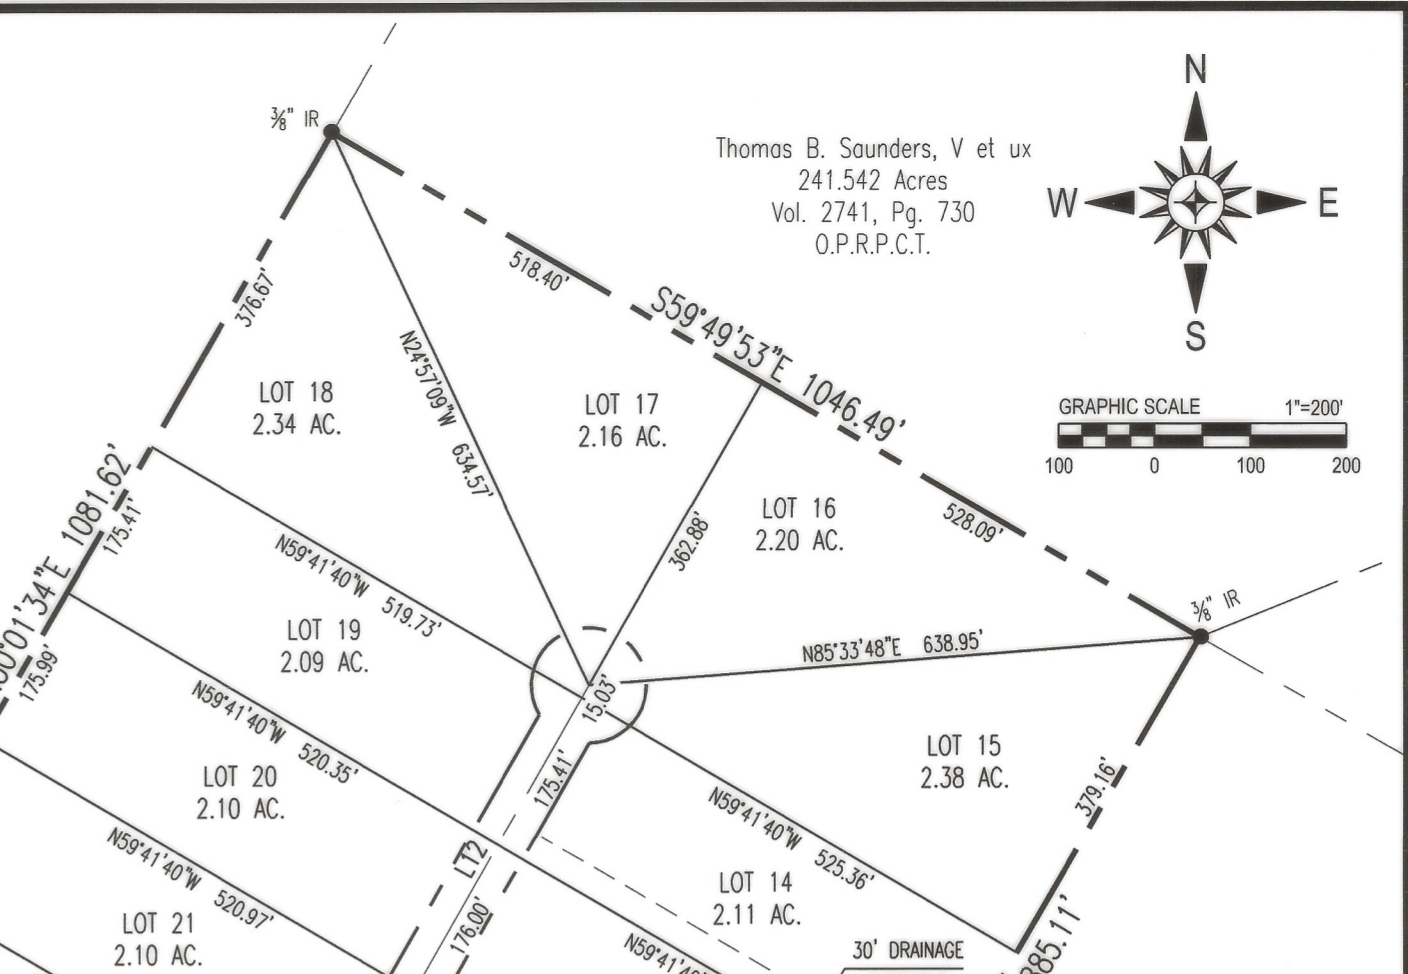 N
W E
S
⅜" IR
Thomas B. Saunders, V et ux
241.542 Acres
Vol. 2741, Pg. 730
O.P.R.P.C.T.
376.67'
518.40'
S59°49'53"E 1046.49'
GRAPHIC SCALE 1"=200'
100 0 100 200
N24°57'09"W 634.57'
LOT 18
2.34 AC.
LOT 17
2.16 AC.
LOT 16
2.20 AC.
528.09'
362.88'
0°01'34"E 1081.62'
175.41'
N59°41'40"W 519.73'
⅜" IR
N85°33'48"E 638.95'
LOT 19
2.09 AC.
175.99'
15.03'
N59°41'40"W 520.35'
175.41'
LOT 15
2.38 AC.
379.16'
LOT 20
2.10 AC.
N59°41'40"W 525.36'
LT2
N59°41'40"W 520.97'
LOT 14
2.11 AC.
176.00'
LOT 21
2.10 AC.
30' DRAINAGE
885.11'